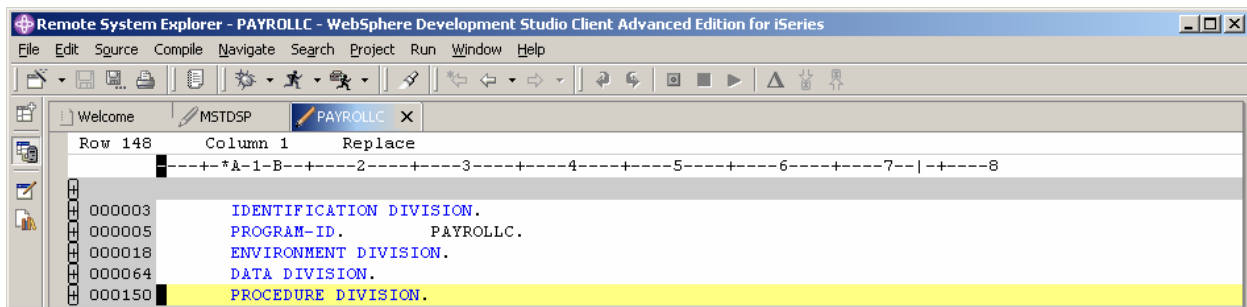 Remote System Explorer - PAYROLLC - WebSphere Development Studio Client Advanced Edition for iSeries
File Edit Source Compile Navigate Search Project Run Window Help
Welcome MSTDSP PAYROLLC X
Row 148 Column 1 Replace
----+-*A-1-B--+----2----+----3----+----4----+----5----+----6----+----7--|-+----8
000003 IDENTIFICATION DIVISION.
000005 PROGRAM-ID. PAYROLLC.
000018 ENVIRONMENT DIVISION.
000064 DATA DIVISION.
000150 PROCEDURE DIVISION.